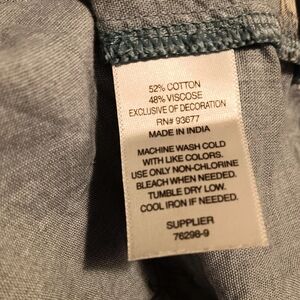 52% COTTON
48% VISCOSE
EXCLUSIVE OF DECORATION
RN# 93677
MADE IN INDIA
MACHINE WASH COLD
WITH LIKE COLORS.
USE ONLY NON-CHLORINE
BLEACH WHEN NEEDED.
TUMBLE DRY LOW.
COOL IRON IF NEEDED.
SUPPLIER
76298-9